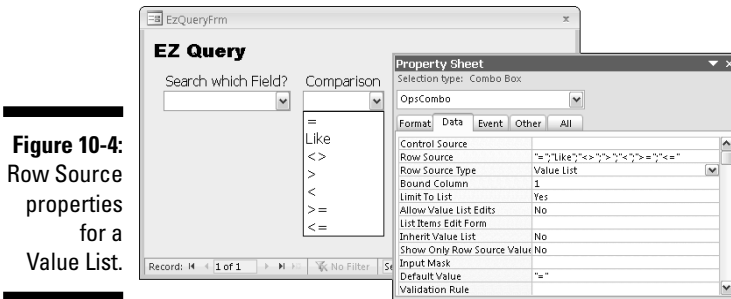 Figure 10-4:
Row Source
properties
for a
Value List.
EzQueryFrm
EZ Query
Search which Field?
Comparison
=
Like
<>
>
<
>=
<=
Record: 1 of 1 No Filter
Property Sheet
Selection type: Combo Box
OpsCombo
Format Data Event Other All
Control Source
Row Source "=";"Like";"<>";">";"<";">=";"<="
Row Source Type Value List
Bound Column 1
Limit To List Yes
Allow Value List Edits No
List Items Edit Form
Inherit Value List No
Show Only Row Source Value No
Input Mask
Default Value "="
Validation Rule